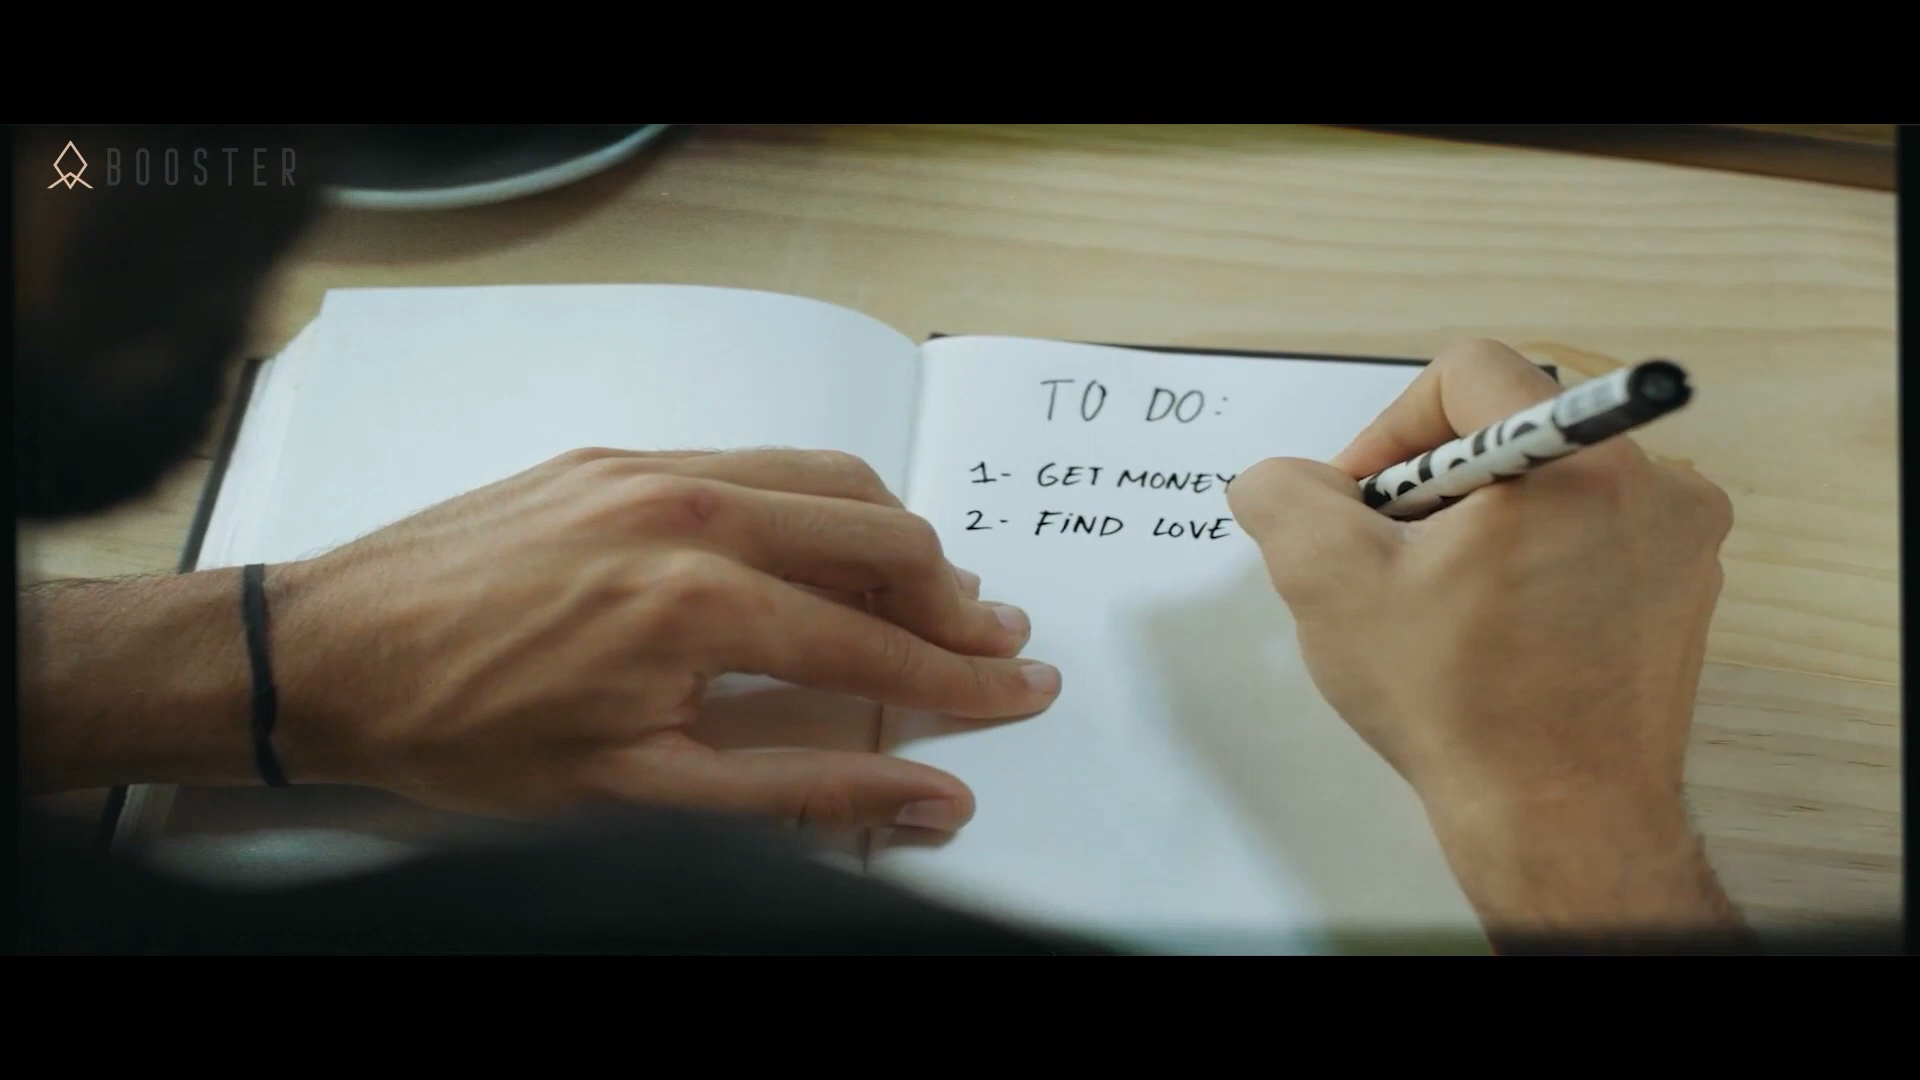 BOOSTER
TO DO:
1- GET MONEY
2- FiND LOVE